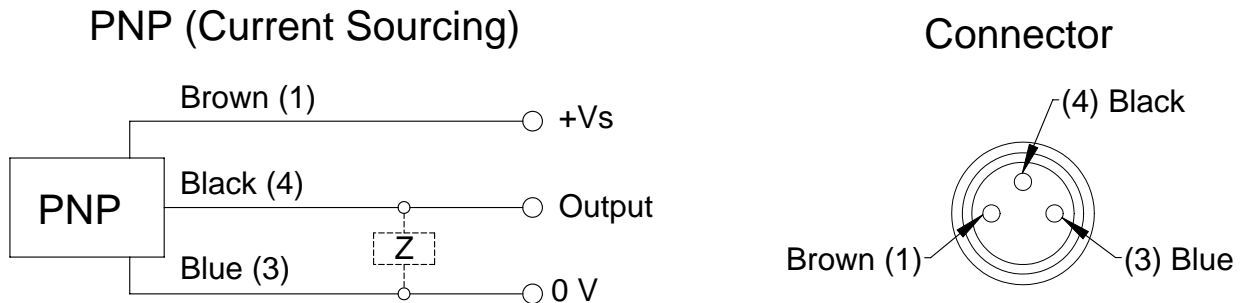 PNP (Current Sourcing)
Brown (1)
+Vs
PNP
Black (4)
Output
Z
Blue (3)
0 V
Connector
(4) Black
Brown (1)
(3) Blue